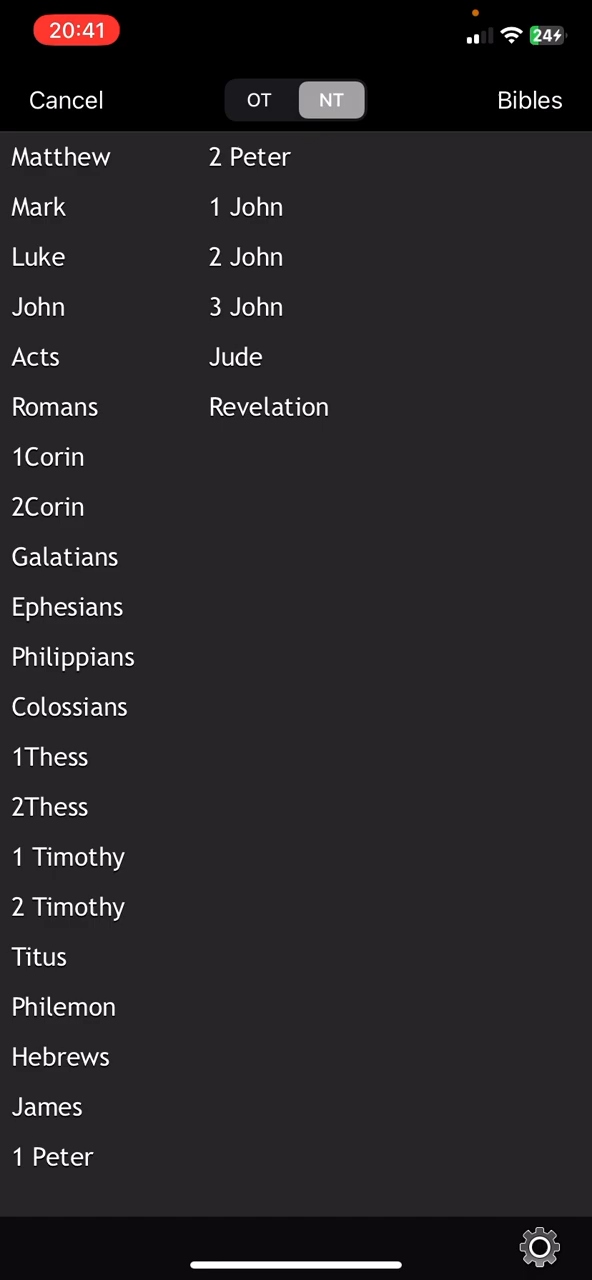 20:41
24
Cancel
OT
NT
Bibles
Matthew
Mark
Luke
John
Acts
Romans
1Corin
2Corin
Galatians
Ephesians
Philippians
Colossians
1Thess
2Thess
1 Timothy
2 Timothy
Titus
Philemon
Hebrews
James
1 Peter
2 Peter
1 John
2 John
3 John
Jude
Revelation